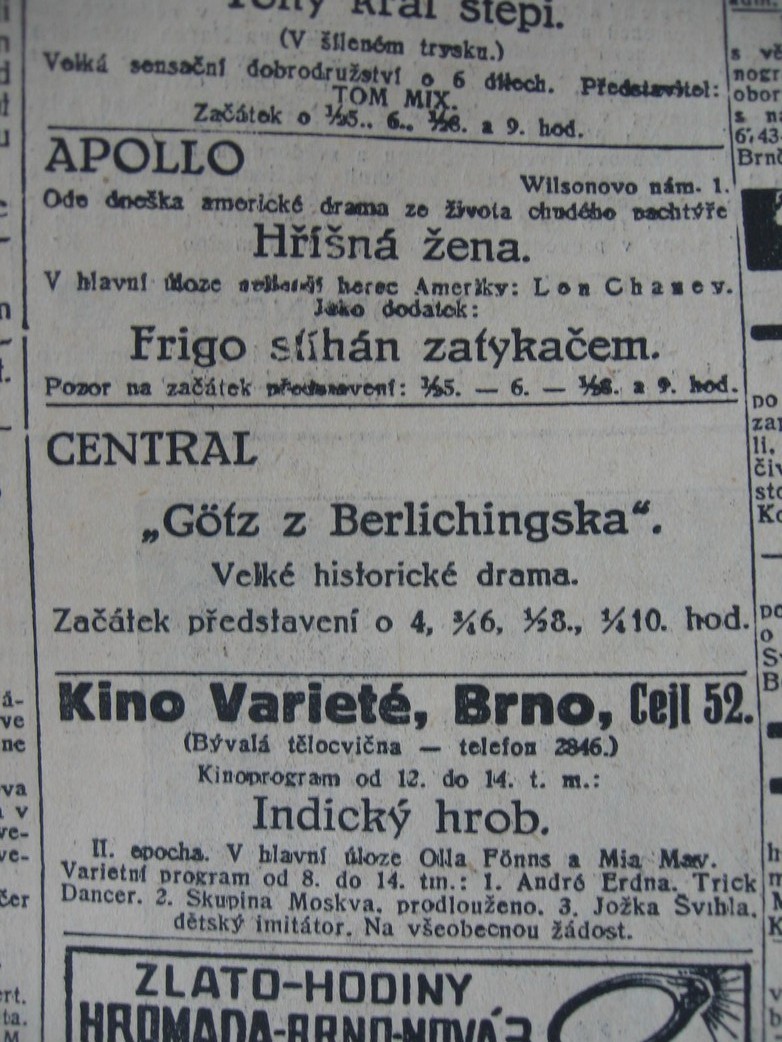 Tony král stepi.
(V šíleném trysku.)
Velká sensační dobrodružství o 6 dílech. Představitel:
TOM MIX.
Začátek o ½5.. 6., ½8. a 9. hod.
APOLLO
Wilsonovo nám. 1.
Ode dneška americké drama ze života chudého pachtýře
Hříšná žena.
V hlavní úloze herec Ameriky: Lon Chaney.
Jako dodatek:
Frigo stíhán zatykačem.
Pozor na začátek představení: ½5. — 6. — ½8. a 9. hod.
CENTRAL
„Götz z Berlichingska“.
Velké historické drama.
Začátek představení o 4, ¾6, ½8., ¼10. hod.
Kino Varieté, Brno, Cejl 52.
(Bývalá tělocvična — telefon 2846.)
Kinoprogram od 12. do 14. t. m.:
Indický hrob.
II. epocha. V hlavní úloze Olla Fönns a Mia May.
Varietní program od 8. do 14. tm.: 1. André Erdna. Trick
Dancer. 2. Skupina Moskva. prodlouženo. 3. Jožka Švihla.
dětský imitátor. Na všeobecnou žádost.
ZLATO-HODINY
HROMADA-BRNO-NOVÁ